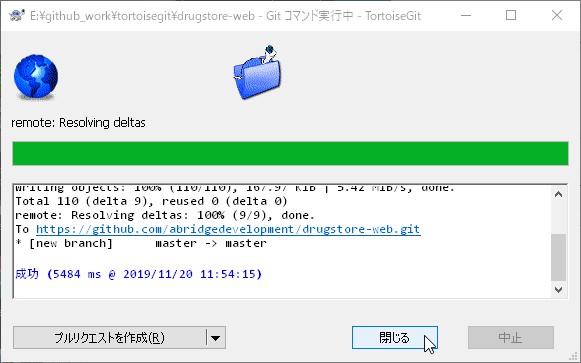 E:¥github_work¥tortoisegit¥drugstore-web - Git コマンド実行中 - TortoiseGit
remote: Resolving deltas
Writing objects: 100% (110/110), 167.97 KiB | 5.42 MiB/s, done.
Total 110 (delta 9), reused 0 (delta 0)
remote: Resolving deltas: 100% (9/9), done.
To https://github.com/abridgedevelopment/drugstore-web.git
* [new branch]      master -> master
成功 (5484 ms @ 2019/11/20 11:54:15)
プルリクエストを作成(R)
閉じる
中止